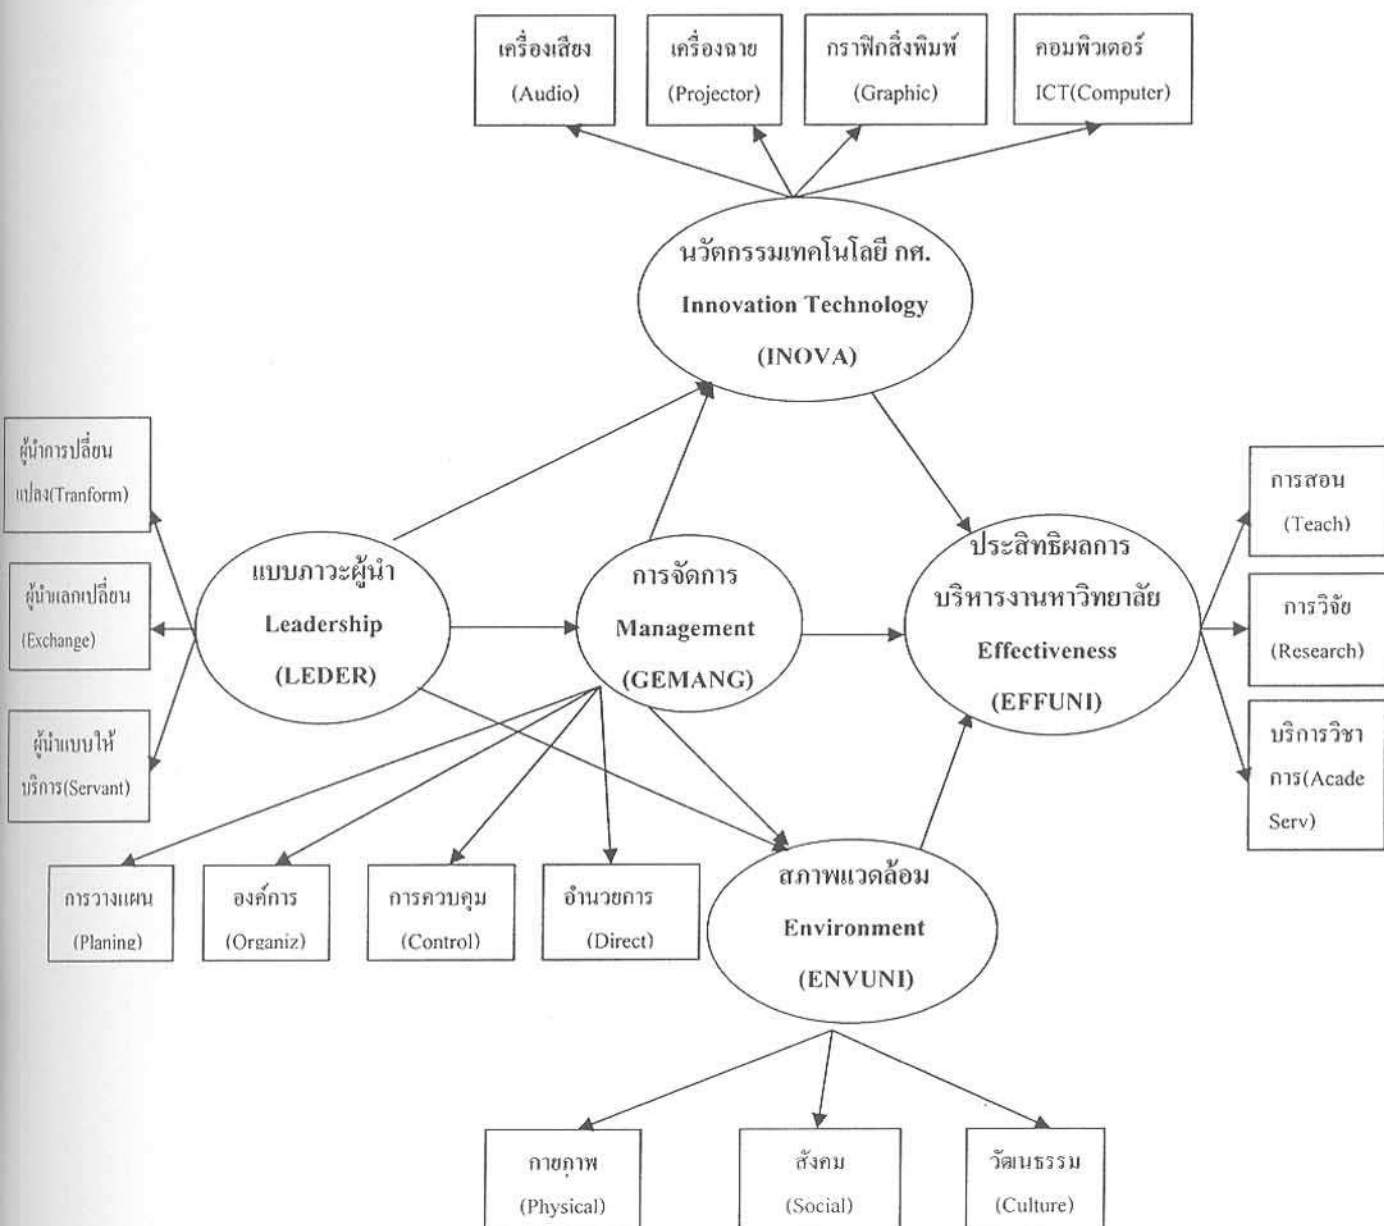 เครื่องเสียง
(Audio)
เครื่องฉาย
(Projector)
กราฟิกสิ่งพิมพ์
(Graphic)
คอมพิวเตอร์
ICT(Computer)
นวัตกรรมเทคโนโลยี กศ.
Innovation Technology
(INOVA)
ผู้นำการปลี่ยน
แปลง(Tranform)
ผู้นำแลกเปลี่ยน
(Exchange)
ผู้นำแบบให้
บริการ(Servant)
แบบภาวะผู้นำ
Leadership
(LEDER)
การจัดการ
Management
(GEMANG)
ประสิทธิผลการ
บริหารงานหาวิทยาลัย
Effectiveness
(EFFUNI)
การสอน
(Teach)
การวิจัย
(Research)
บริการวิชา
การ(Acade
Serv)
การวางแผน
(Planing)
องค์การ
(Organiz)
การควบคุม
(Control)
อำนวยการ
(Direct)
สภาพแวดล้อม
Environment
(ENVUNI)
กายภาพ
(Physical)
สังคม
(Social)
วัฒนธรรม
(Culture)